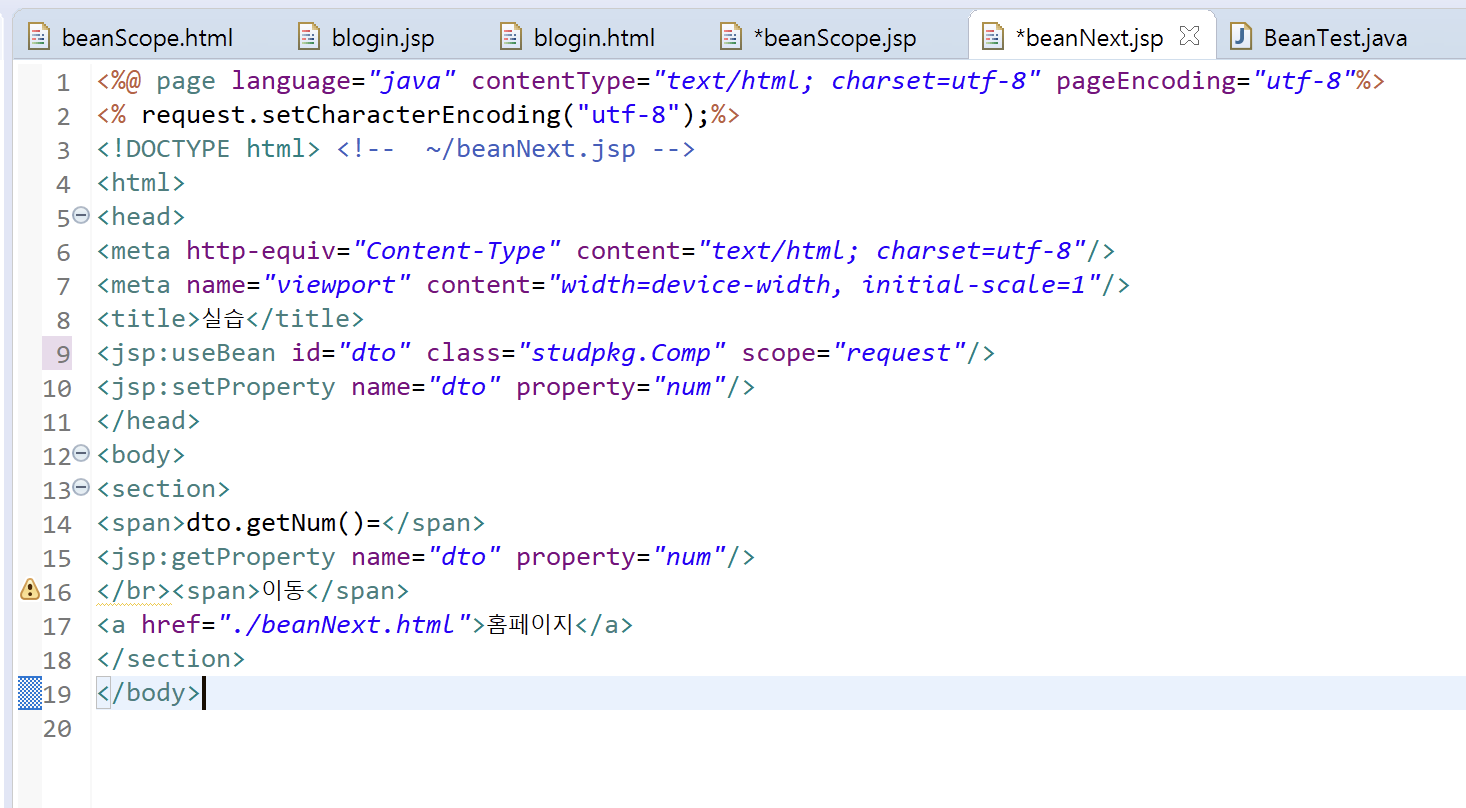 beanScope.html blogin.jsp blogin.html *beanScope.jsp *beanNext.jsp BeanTest.java
1 <%@ page language="java" contentType="text/html; charset=utf-8" pageEncoding="utf-8"%>
2 <% request.setCharacterEncoding("utf-8");%>
3 <!DOCTYPE html> <!--  ~/beanNext.jsp -->
4 <html>
5 <head>
6 <meta http-equiv="Content-Type" content="text/html; charset=utf-8"/>
7 <meta name="viewport" content="width=device-width, initial-scale=1"/>
8 <title>실습</title>
9 <jsp:useBean id="dto" class="studpkg.Comp" scope="request"/>
10 <jsp:setProperty name="dto" property="num"/>
11 </head>
12 <body>
13 <section>
14 <span>dto.getNum()=</span>
15 <jsp:getProperty name="dto" property="num"/>
16 </br><span>이동</span>
17 <a href="./beanNext.html">홈페이지</a>
18 </section>
19 </body>
20